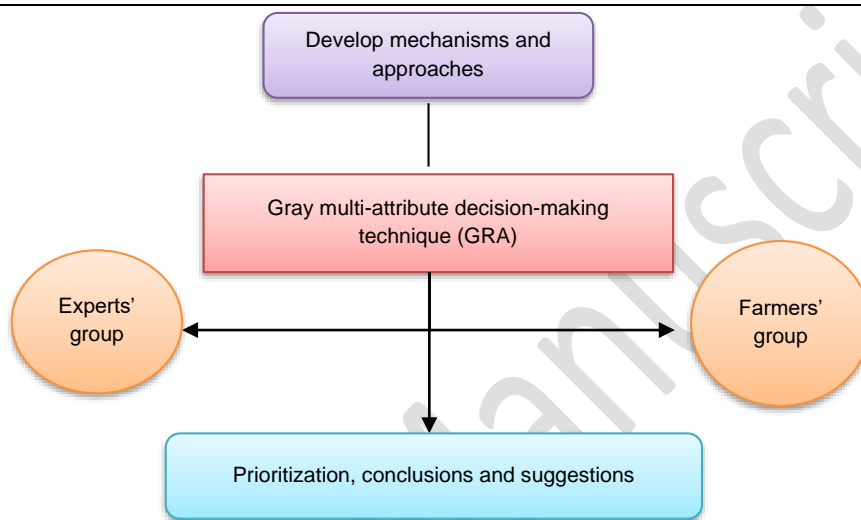 Develop mechanisms and
approaches
Gray multi-attribute decision-making
technique (GRA)
Experts'
group
Farmers'
group
Prioritization, conclusions and suggestions
Manuscri